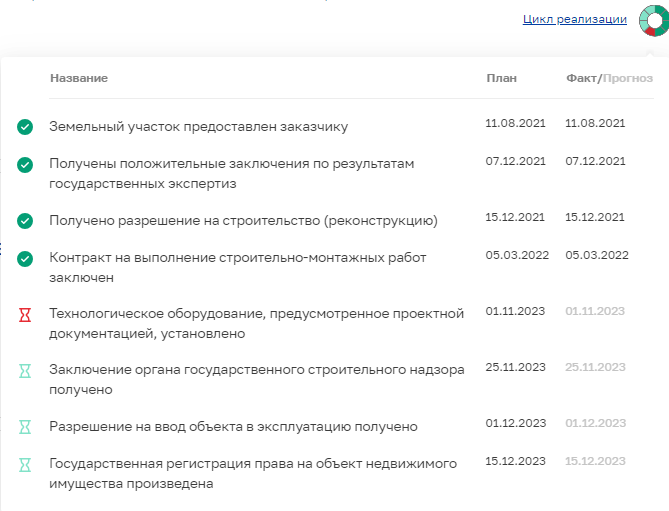 Цикл реализации
Название План Факт/Прогноз
Земельный участок предоставлен заказчику 11.08.2021 11.08.2021
Получены положительные заключения по результатам 07.12.2021 07.12.2021
государственных экспертиз
Получено разрешение на строительство (реконструкцию) 15.12.2021 15.12.2021
Контракт на выполнение строительно-монтажных работ 05.03.2022 05.03.2022
заключен
Технологическое оборудование, предусмотренное проектной 01.11.2023 01.11.2023
документацией, установлено
Заключение органа государственного строительного надзора 25.11.2023 25.11.2023
получено
Разрешение на ввод объекта в эксплуатацию получено 01.12.2023 01.12.2023
Государственная регистрация права на объект недвижимого 15.12.2023 15.12.2023
имущества произведена